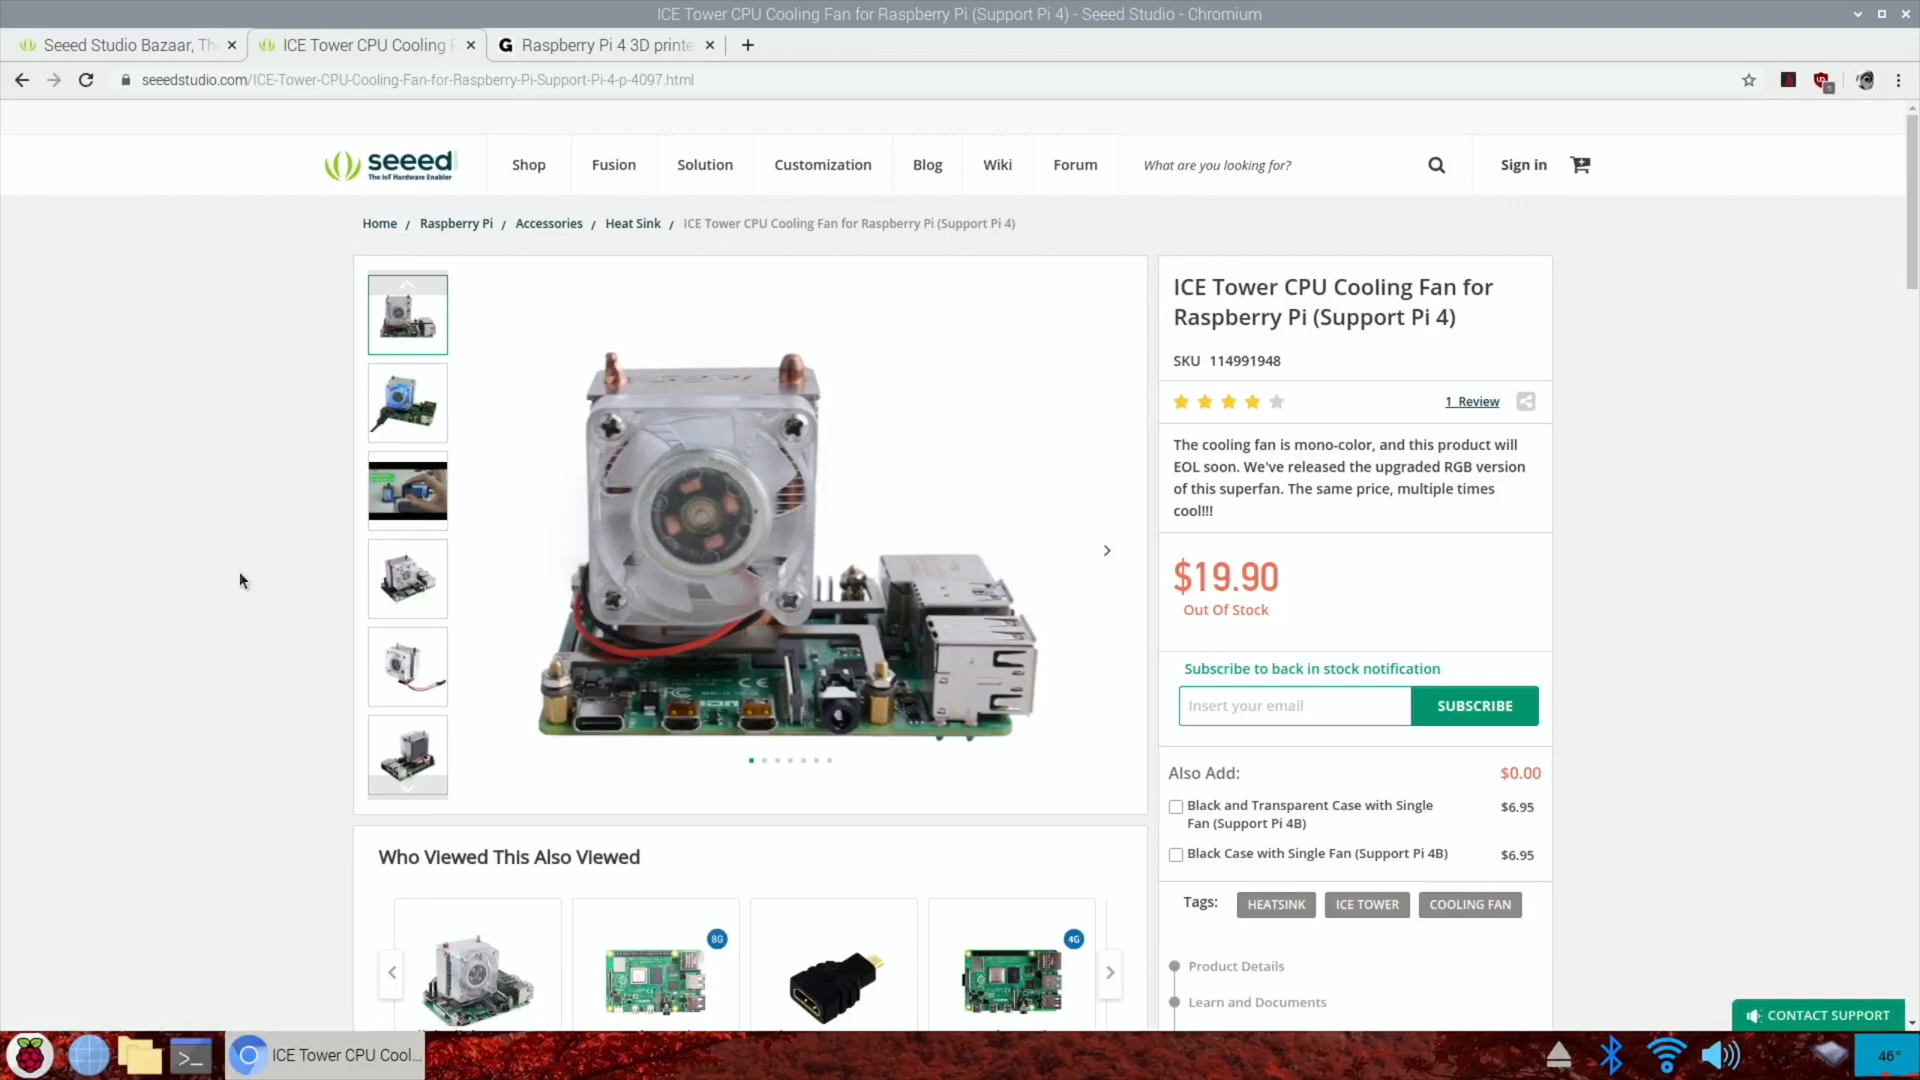 ICE Tower CPU Cooling Fan for Raspberry Pi (Support Pi 4) - Seeed Studio - Chromium
Seeed Studio Bazaar, Th
ICE Tower CPU Cooling F
Raspberry Pi 4 3D printe
seeedstudio.com/ICE-Tower-CPU-Cooling-Fan-for-Raspberry-Pi-Support-Pi-4-p-4097.html
seeed
The IoT Hardware Enabler
Shop
Fusion
Solution
Customization
Blog
Wiki
Forum
What are you looking for?
Sign in
Home / Raspberry Pi / Accessories / Heat Sink / ICE Tower CPU Cooling Fan for Raspberry Pi (Support Pi 4)
ICE Tower CPU Cooling Fan for
Raspberry Pi (Support Pi 4)
SKU 114991948
1 Review
The cooling fan is mono-color, and this product will
EOL soon. We've released the upgraded RGB version
of this superfan. The same price, multiple times
cool!!!
$19.90
Out Of Stock
Subscribe to back in stock notification
Insert your email
SUBSCRIBE
Also Add:
$0.00
Black and Transparent Case with Single
Fan (Support Pi 4B)
$6.95
Black Case with Single Fan (Support Pi 4B)
$6.95
Tags:
HEATSINK
ICE TOWER
COOLING FAN
Product Details
Learn and Documents
Who Viewed This Also Viewed
8G
4G
CONTACT SUPPORT
ICE Tower CPU Cool...
46°